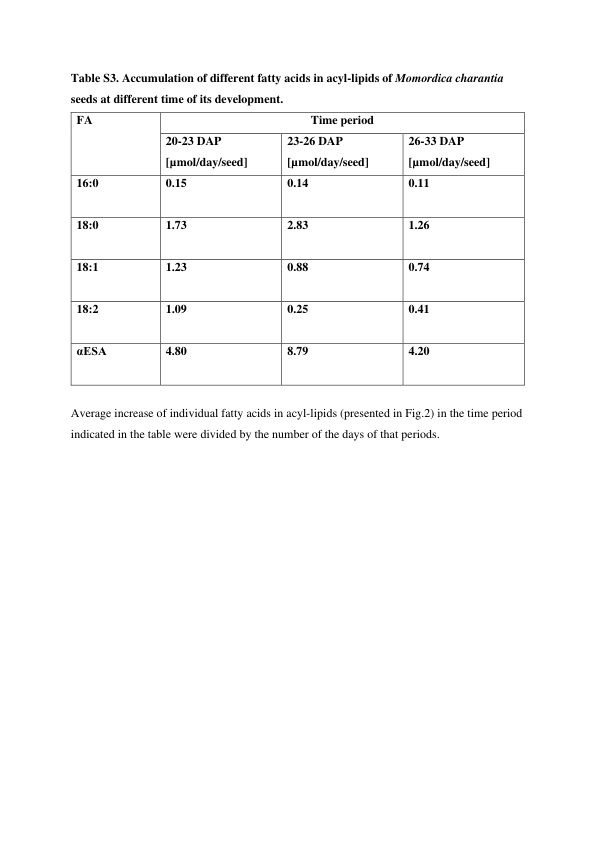 Table S3. Accumulation of different fatty acids in acyl-lipids of Momordica charantia
seeds at different time of its development.
FA Time period
20-23 DAP 23-26 DAP 26-33 DAP
[µmol/day/seed] [µmol/day/seed] [µmol/day/seed]
16:0 0.15 0.14 0.11
18:0 1.73 2.83 1.26
18:1 1.23 0.88 0.74
18:2 1.09 0.25 0.41
αESA 4.80 8.79 4.20
Average increase of individual fatty acids in acyl-lipids (presented in Fig.2) in the time period
indicated in the table were divided by the number of the days of that periods.